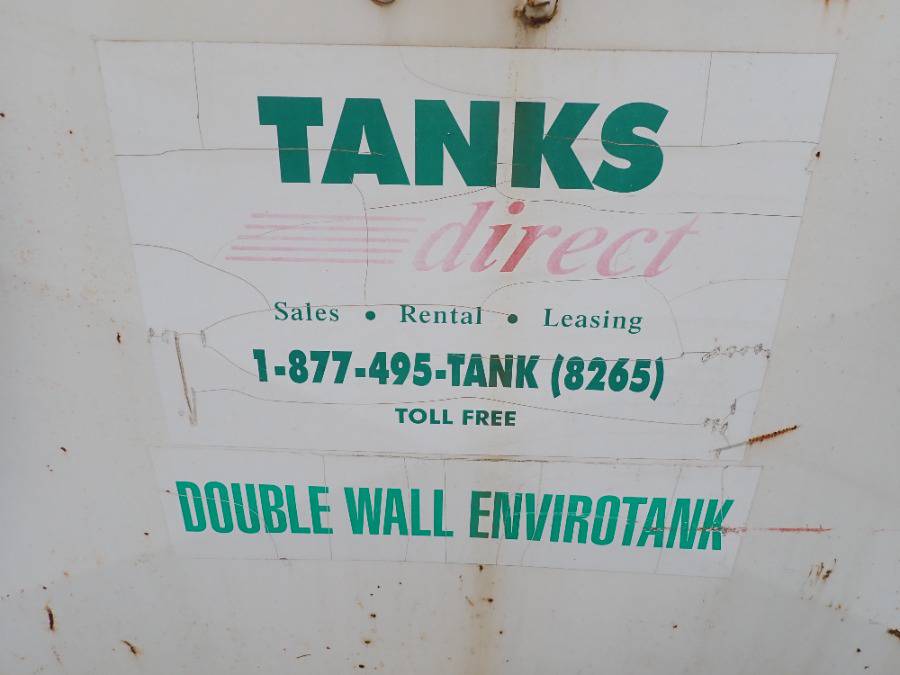 TANKS
direct
Sales • Rental • Leasing
1-877-495-TANK (8265)
TOLL FREE
DOUBLE WALL ENVIROTANK